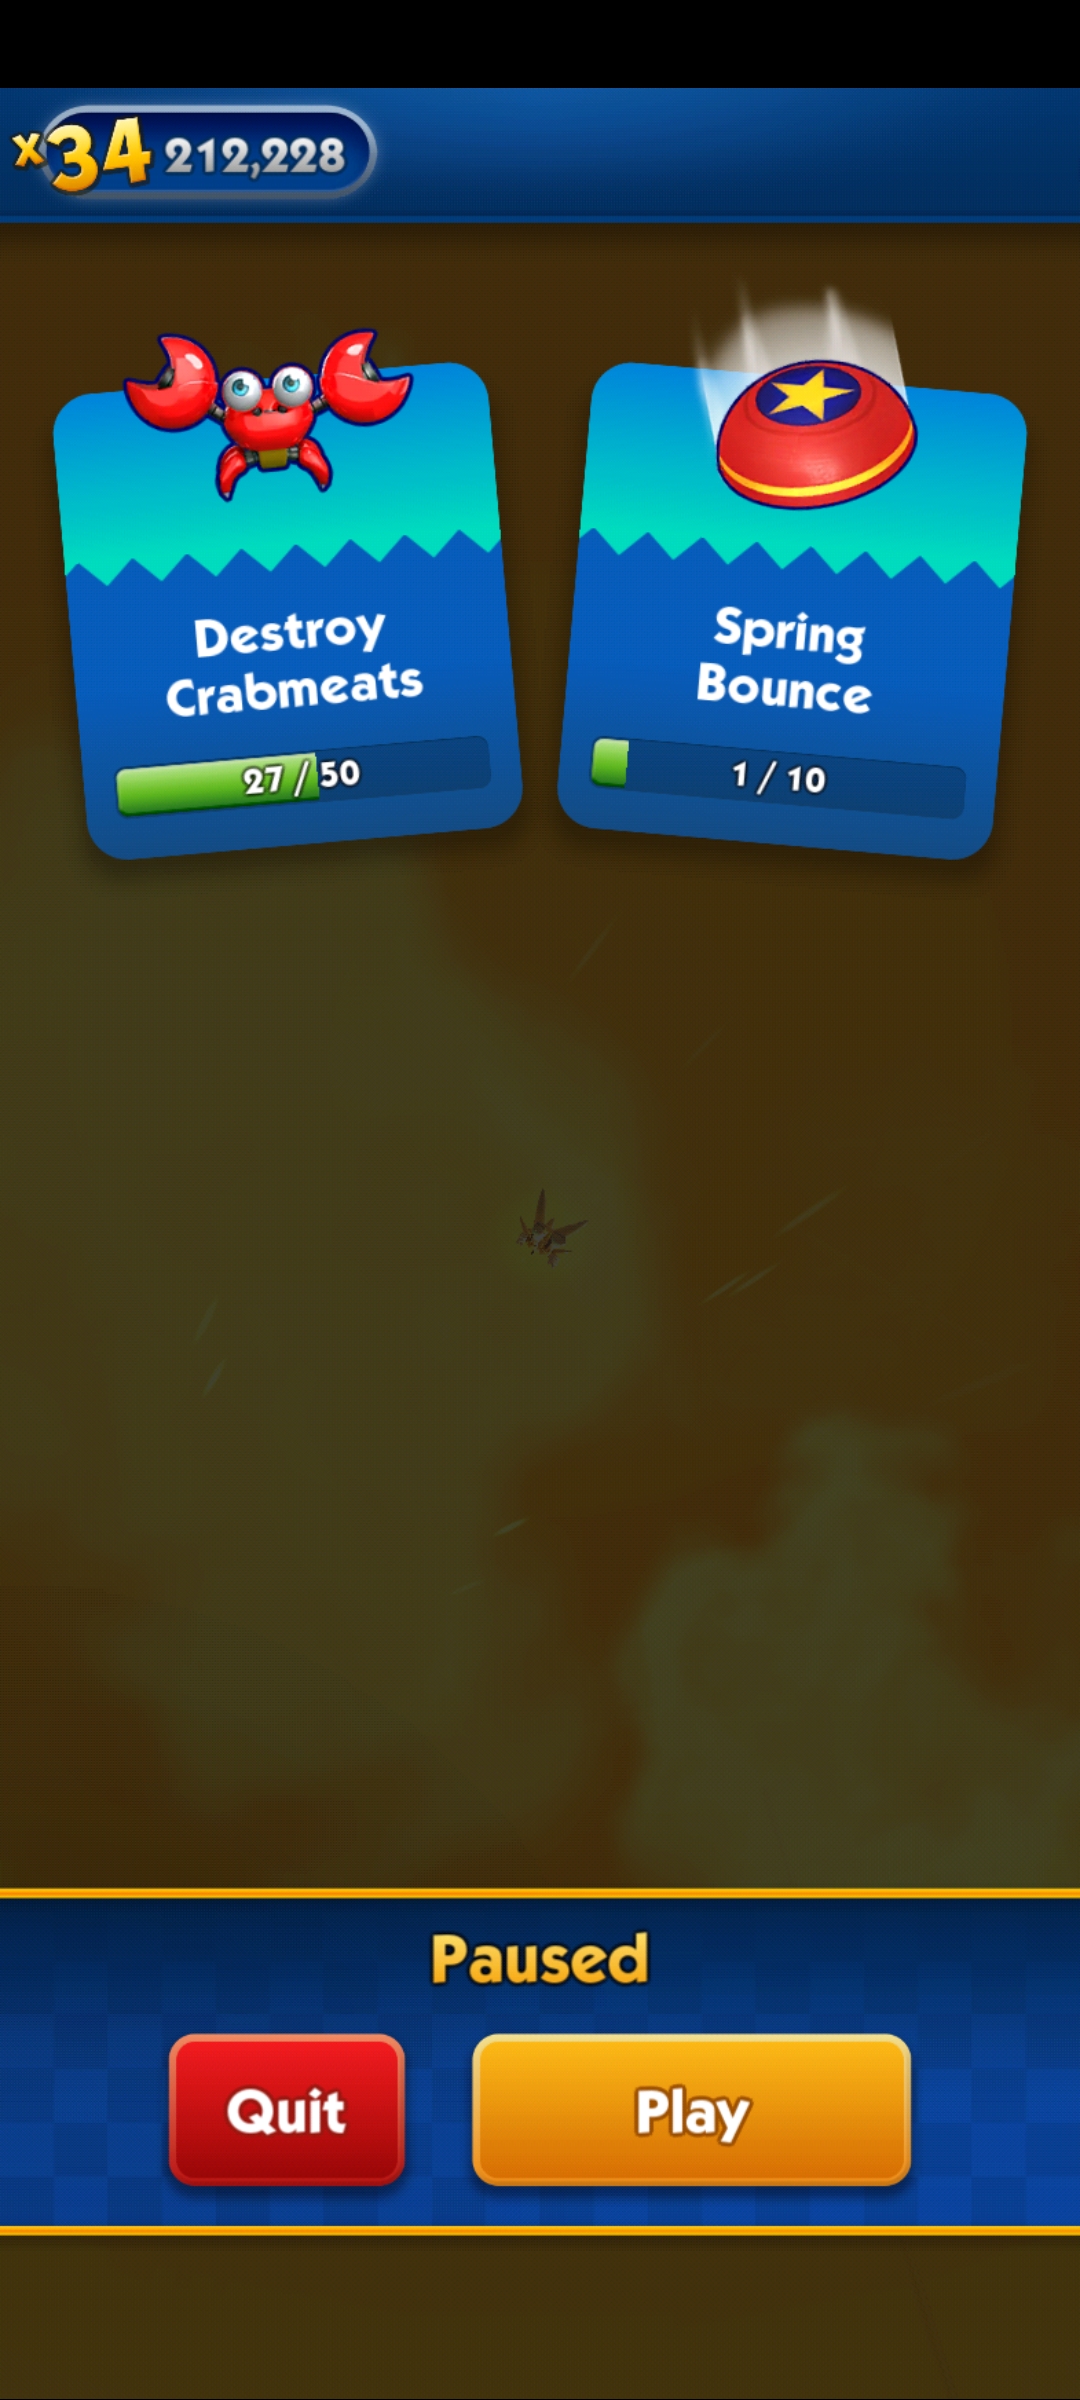 x34 212,228
Destroy
Crabmeats
27 / 50
Spring
Bounce
1 / 10
Paused
Quit
Play